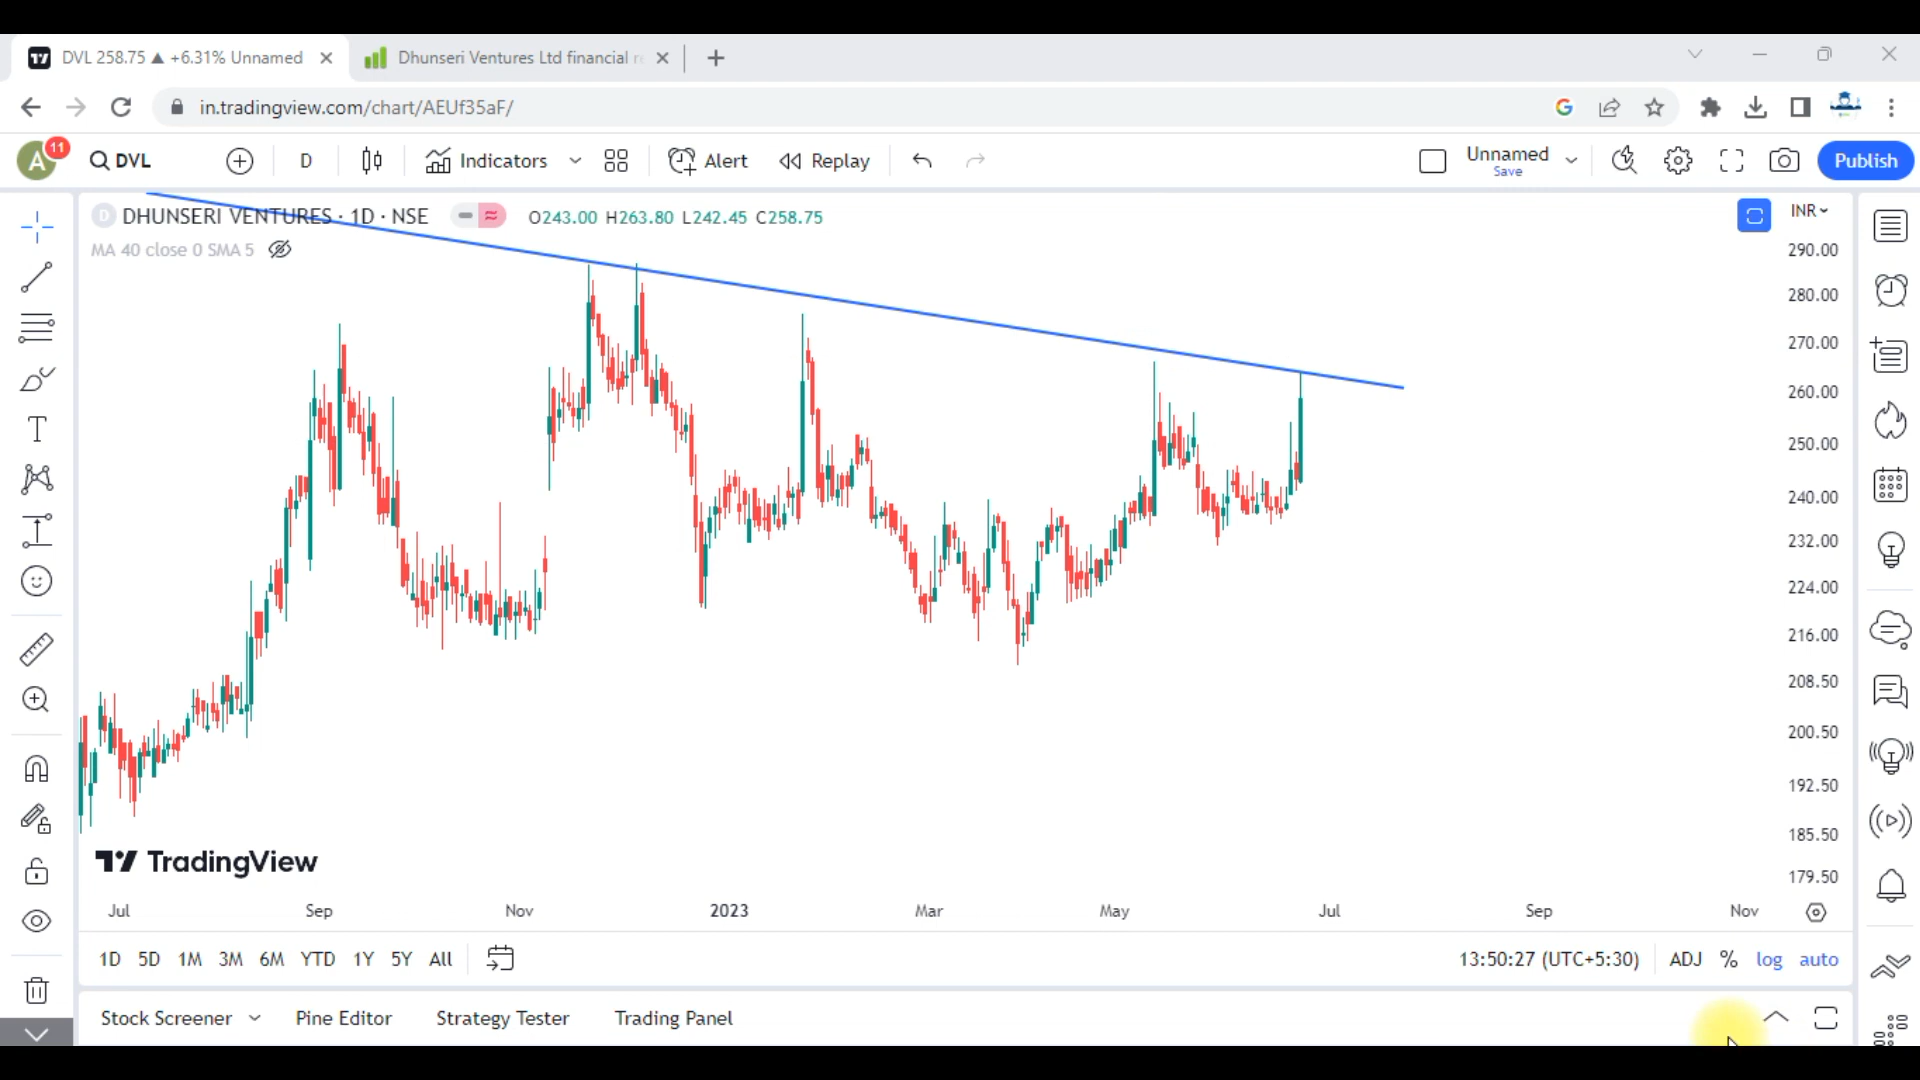 DVL 258.75 ▲ +6.31% Unnamed
Dhunseri Ventures Ltd financial r
in.tradingview.com/chart/AEUf35aF/
A
11
DVL
D
Indicators
Alert
Replay
Unnamed
Save
Publish
D DHUNSERI VENTURES · 1D · NSE
O243.00 H263.80 L242.45 C258.75
MA 40 close 0 SMA 5
INR
290.00
280.00
270.00
260.00
250.00
240.00
232.00
224.00
216.00
208.50
200.50
192.50
185.50
179.50
TradingView
Jul Sep Nov 2023 Mar May Jul Sep Nov
1D 5D 1M 3M 6M YTD 1Y 5Y All
13:50:27 (UTC+5:30) ADJ % log auto
Stock Screener Pine Editor Strategy Tester Trading Panel